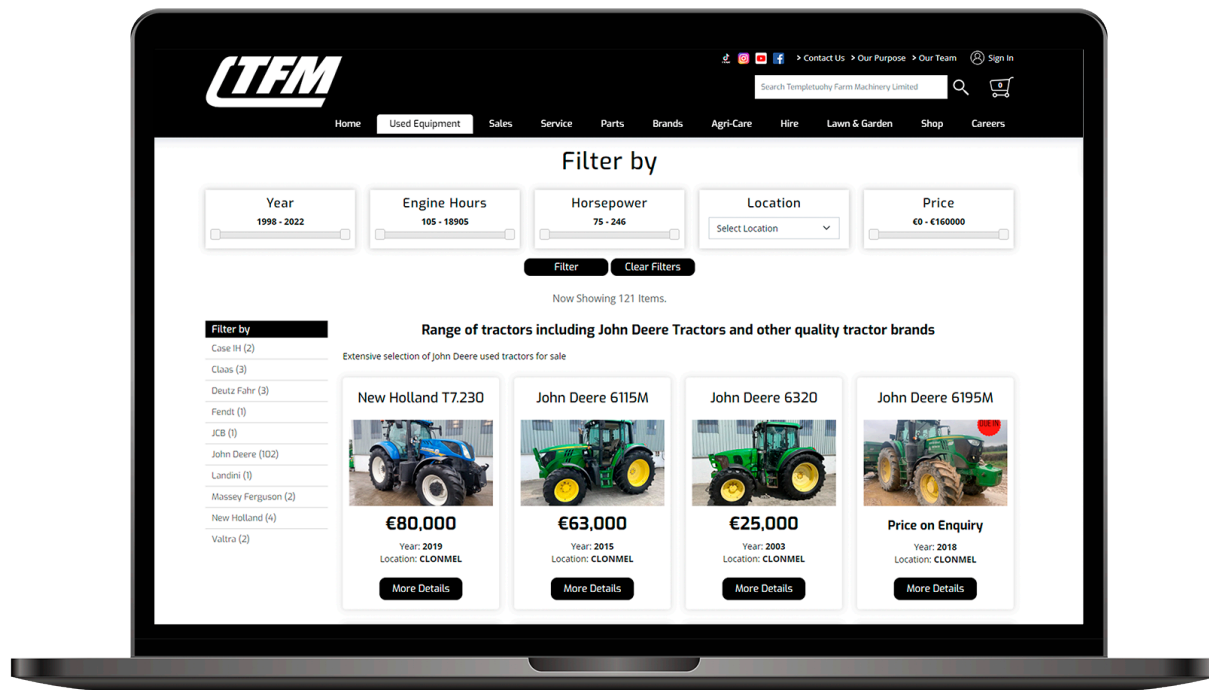 TFM
> Contact Us > Our Purpose > Our Team Sign In
Search Templetuohy Farm Machinery Limited
0
Home Used Equipment Sales Service Parts Brands Agri-Care Hire Lawn & Garden Shop Careers
Filter by
Year Engine Hours Horsepower Location Price
1998 - 2022 105 - 18905 75 - 246 Select Location €0 - €160000
Filter Clear Filters
Now Showing 121 Items.
Filter by
Case IH (2)
Claas (3)
Deutz Fahr (3)
Fendt (1)
JCB (1)
John Deere (102)
Landini (1)
Massey Ferguson (2)
New Holland (4)
Valtra (2)
Range of tractors including John Deere Tractors and other quality tractor brands
Extensive selection of John Deere used tractors for sale
New Holland T7.230 John Deere 6115M John Deere 6320 John Deere 6195M
DUE IN
€80,000 €63,000 €25,000 Price on Enquiry
Year: 2019 Year: 2015 Year: 2003 Year: 2018
Location: CLONMEL Location: CLONMEL Location: CLONMEL Location: CLONMEL
More Details More Details More Details More Details